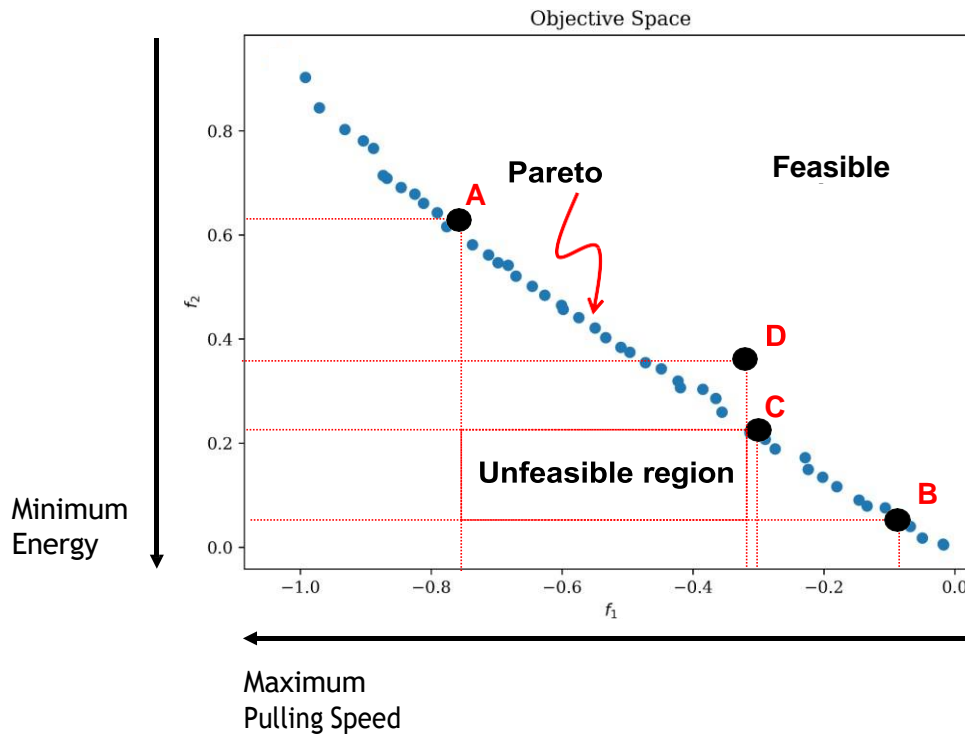 Objective Space
0.8
0.6
0.4
0.2
0.0
f₂
Pareto
Feasible
A
D
C
Unfeasible region
B
−1.0
−0.8
−0.6
−0.4
−0.2
0.0
f₁
Minimum
Energy
Maximum
Pulling Speed